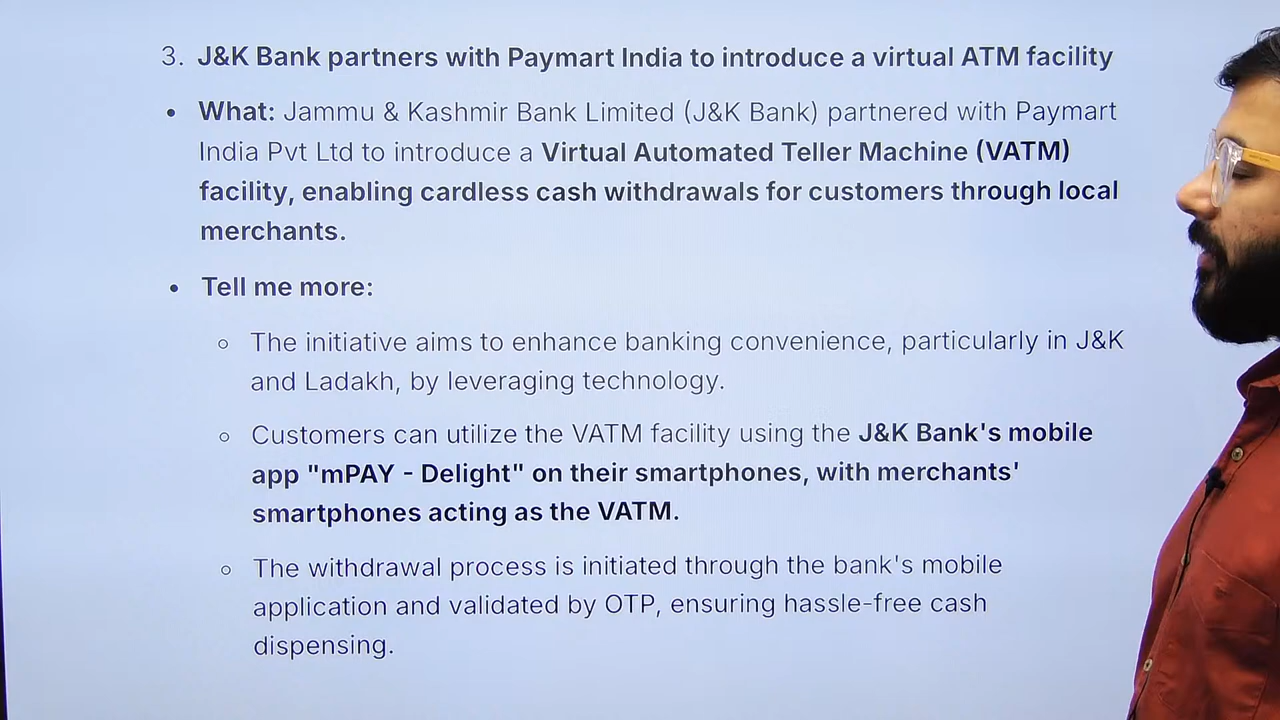 3. J&K Bank partners with Paymart India to introduce a virtual ATM facility
• What: Jammu & Kashmir Bank Limited (J&K Bank) partnered with Paymart
India Pvt Ltd to introduce a Virtual Automated Teller Machine (VATM)
facility, enabling cardless cash withdrawals for customers through local
merchants.
• Tell me more:
○ The initiative aims to enhance banking convenience, particularly in J&K
and Ladakh, by leveraging technology.
○ Customers can utilize the VATM facility using the J&K Bank's mobile
app "mPAY - Delight" on their smartphones, with merchants'
smartphones acting as the VATM.
○ The withdrawal process is initiated through the bank's mobile
application and validated by OTP, ensuring hassle-free cash
dispensing.